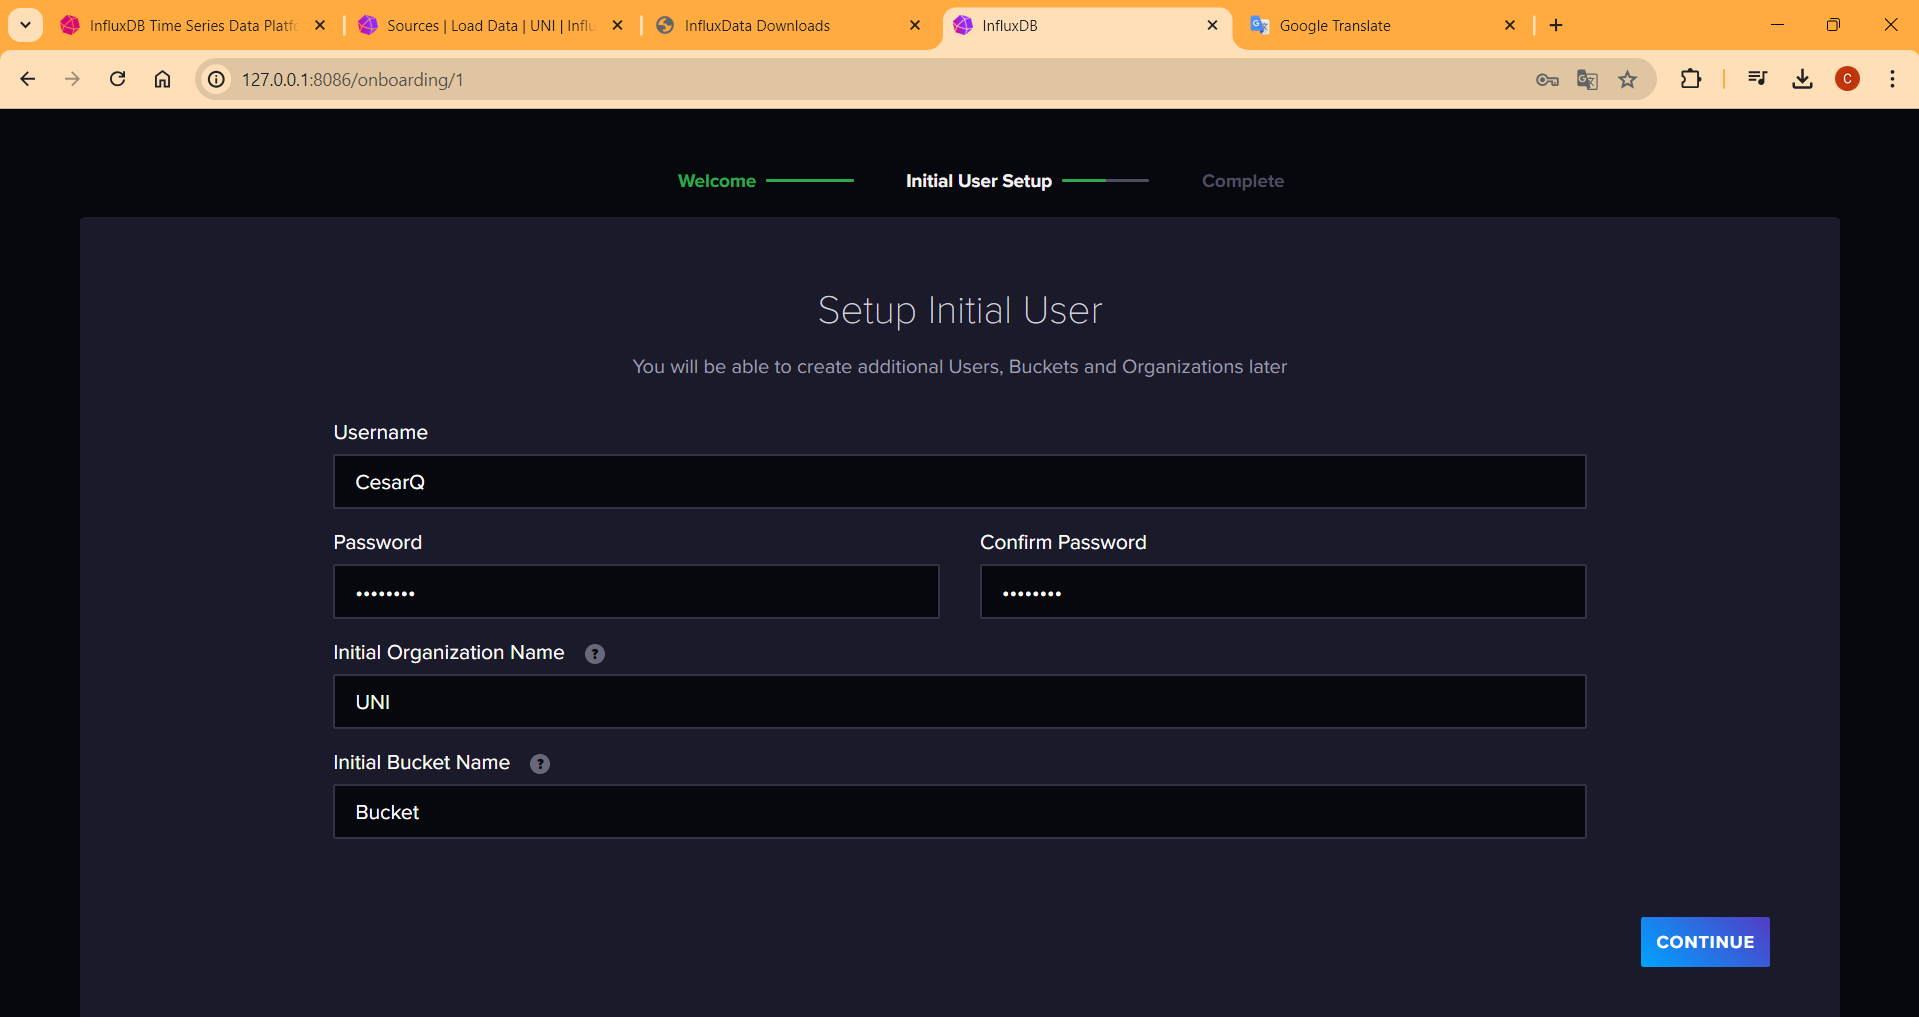 InfluxDB Time Series Data Platfo
Sources | Load Data | UNI | Influ
InfluxData Downloads
InfluxDB
Google Translate
127.0.0.1:8086/onboarding/1
C
Welcome
Initial User Setup
Complete
Setup Initial User
You will be able to create additional Users, Buckets and Organizations later
Username
CesarQ
Password
Confirm Password
••••••••
••••••••
Initial Organization Name ?
UNI
Initial Bucket Name ?
Bucket
CONTINUE